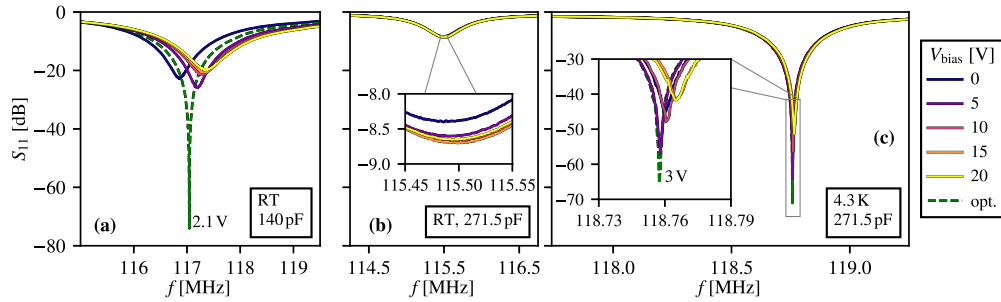 0
−20
−40
−60
−80
S11 [dB]
116
117
118
119
f [MHz]
(a)
RT
140 pF
2.1 V
114.5
115.5
116.5
f [MHz]
(b)
RT, 271.5 pF
−8.0
−8.5
−9.0
115.45
115.50
115.55
118.0
118.5
119.0
f [MHz]
(c)
4.3 K
271.5 pF
−30
−40
−50
−60
−70
118.73
118.76
118.79
3 V
Vbias [V]
0
5
10
15
20
opt.